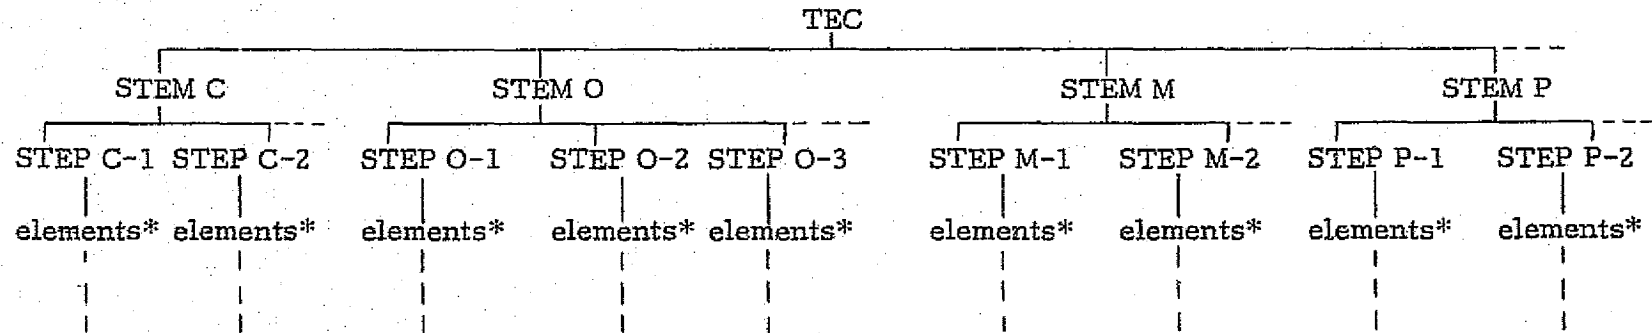 TEC
STEM C STEM O STEM M STEM P
STEP C-1 STEP C-2 STEP O-1 STEP O-2 STEP O-3 STEP M-1 STEP M-2 STEP P-1 STEP P-2
elements* elements* elements* elements* elements* elements* elements* elements* elements*